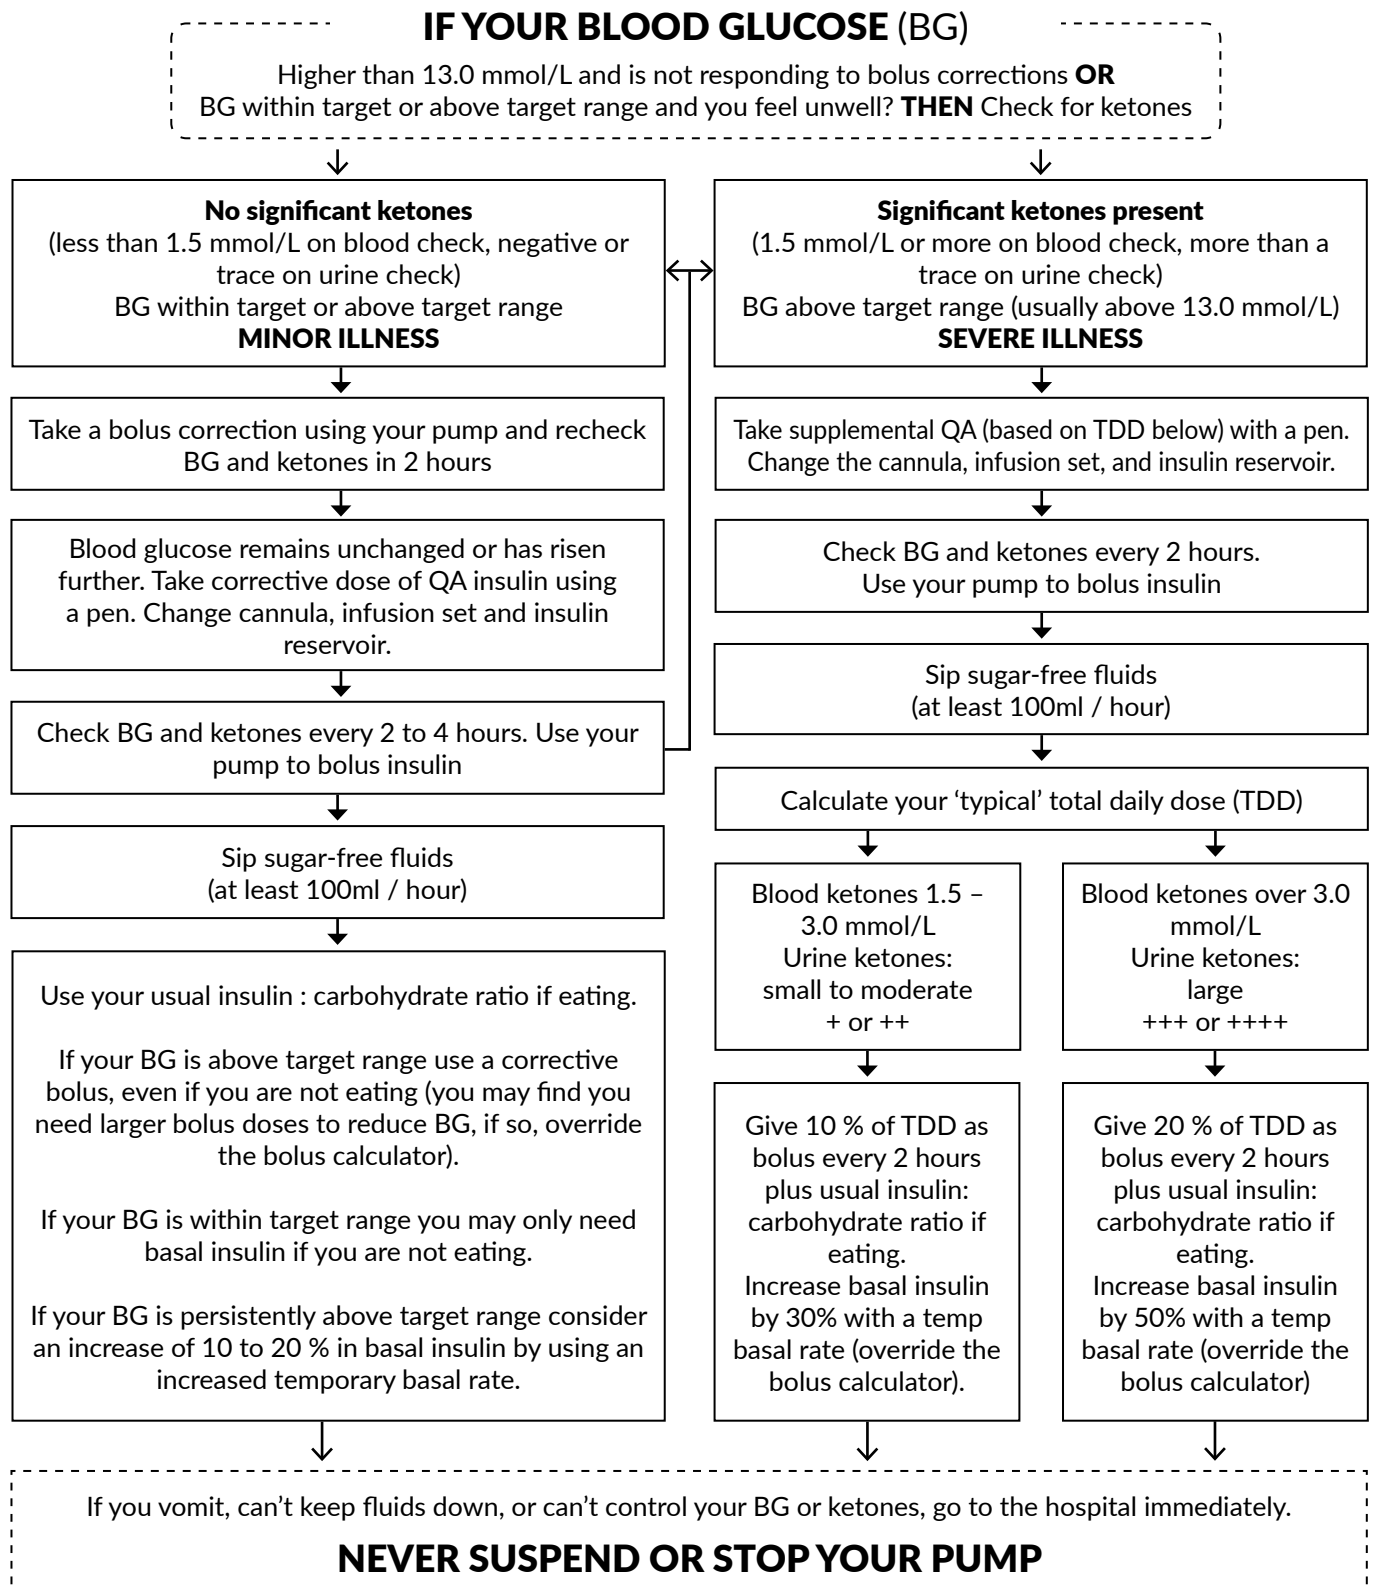 IF YOUR BLOOD GLUCOSE (BG)
Higher than 13.0 mmol/L and is not responding to bolus corrections OR
BG within target or above target range and you feel unwell? THEN Check for ketones
No significant ketones
(less than 1.5 mmol/L on blood check, negative or
trace on urine check)
BG within target or above target range
MINOR ILLNESS
Take a bolus correction using your pump and recheck
BG and ketones in 2 hours
Blood glucose remains unchanged or has risen
further. Take corrective dose of QA insulin using
a pen. Change cannula, infusion set and insulin
reservoir.
Check BG and ketones every 2 to 4 hours. Use your
pump to bolus insulin
Sip sugar-free fluids
(at least 100ml / hour)
Use your usual insulin : carbohydrate ratio if eating.
If your BG is above target range use a corrective
bolus, even if you are not eating (you may find you
need larger bolus doses to reduce BG, if so, override
the bolus calculator).
If your BG is within target range you may only need
basal insulin if you are not eating.
If your BG is persistently above target range consider
an increase of 10 to 20 % in basal insulin by using an
increased temporary basal rate.
Significant ketones present
(1.5 mmol/L or more on blood check, more than a
trace on urine check)
BG above target range (usually above 13.0 mmol/L)
SEVERE ILLNESS
Take supplemental QA (based on TDD below) with a pen.
Change the cannula, infusion set, and insulin reservoir.
Check BG and ketones every 2 hours.
Use your pump to bolus insulin
Sip sugar-free fluids
(at least 100ml / hour)
Calculate your ‘typical’ total daily dose (TDD)
Blood ketones 1.5 –
3.0 mmol/L
Urine ketones:
small to moderate
+ or ++
Give 10 % of TDD as
bolus every 2 hours
plus usual insulin:
carbohydrate ratio if
eating.
Increase basal insulin
by 30% with a temp
basal rate (override the
bolus calculator).
Blood ketones over 3.0
mmol/L
Urine ketones:
large
+++ or ++++
Give 20 % of TDD as
bolus every 2 hours
plus usual insulin:
carbohydrate ratio if
eating.
Increase basal insulin
by 50% with a temp
basal rate (override the
bolus calculator)
If you vomit, can’t keep fluids down, or can’t control your BG or ketones, go to the hospital immediately.
NEVER SUSPEND OR STOP YOUR PUMP